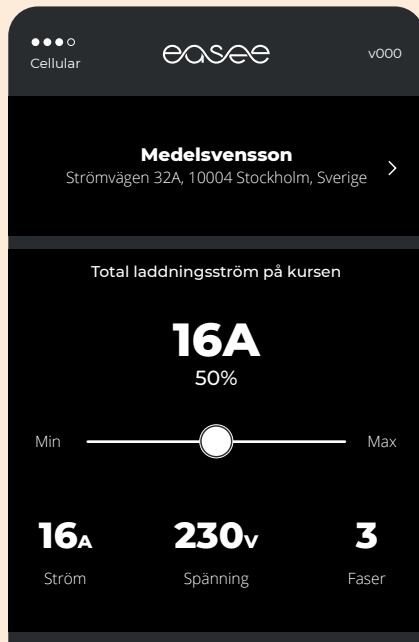 easee
v000
Cellular
Medelsvensson
Strömvägen 32A, 10004 Stockholm, Sverige
Total laddningsström på kursen
16A
50%
Min
Max
16A
230V
3
Ström
Spänning
Faser